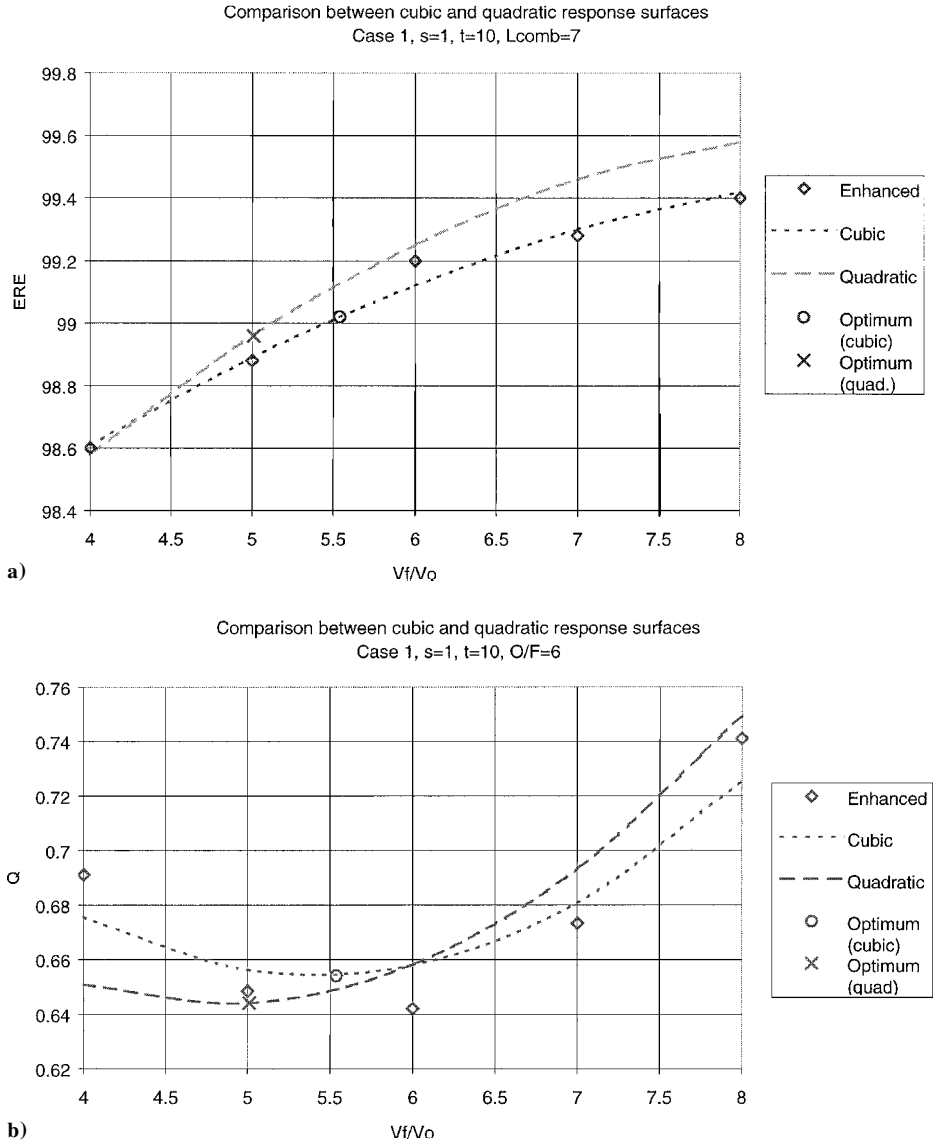 Comparison between cubic and quadratic response surfaces
Case 1, s=1, t=10, Lcomb=7
99.8
99.6
99.4
99.2
99
98.8
98.6
98.4
ERE
4
4.5
5
5.5
6
6.5
7
7.5
8
Vf/Vo
Enhanced
Cubic
Quadratic
Optimum
(cubic)
Optimum
(quad.)
a)
Comparison between cubic and quadratic response surfaces
Case 1, s=1, t=10, O/F=6
0.76
0.74
0.72
0.7
0.68
0.66
0.64
0.62
Q
4
4.5
5
5.5
6
6.5
7
7.5
8
Vf/Vo
Enhanced
Cubic
Quadratic
Optimum
(cubic)
Optimum
(quad)
b)